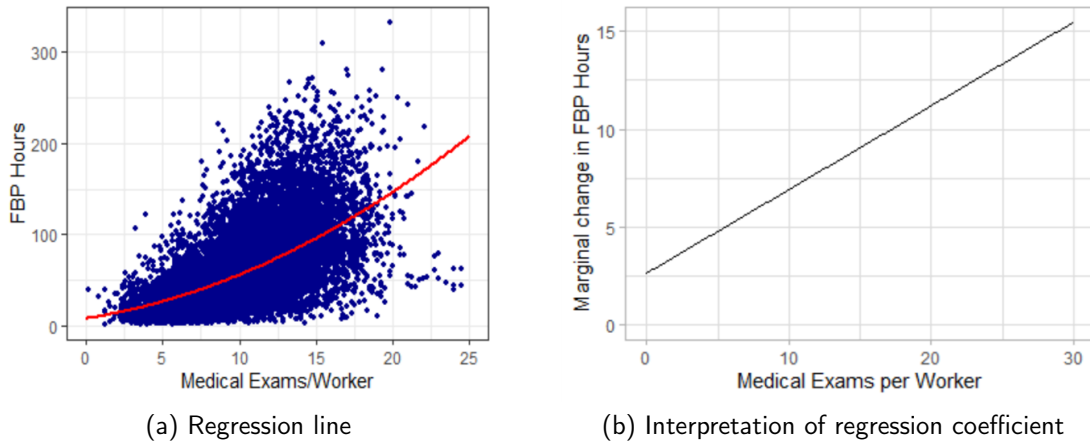 FBP Hours
300
200
100
0
0 5 10 15 20 25
Medical Exams/Worker
(a) Regression line
Marginal change in FBP Hours
15
10
5
0
0 10 20 30
Medical Exams per Worker
(b) Interpretation of regression coefficient